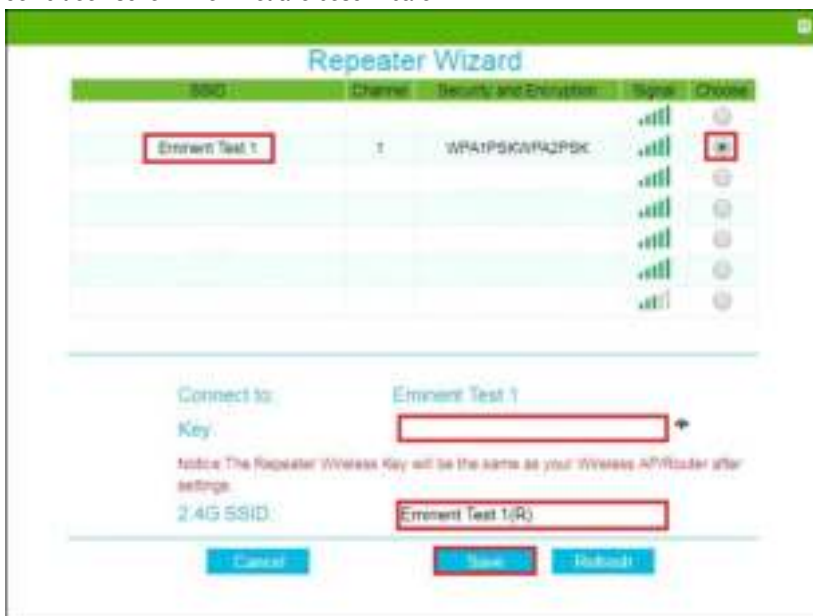 Repeater Wizard
SSID Channel Security and Encryption Signal Choose
Eminent Test 1 1 WPA1PSKWPA2PSK
Connect to: Eminent Test 1
Key:
Notice The Repeater Wireless Key will be the same as your Wireless AP/Router after
settings.
2.4G SSID: Eminent Test 1(R)
Cancel Save Refresh